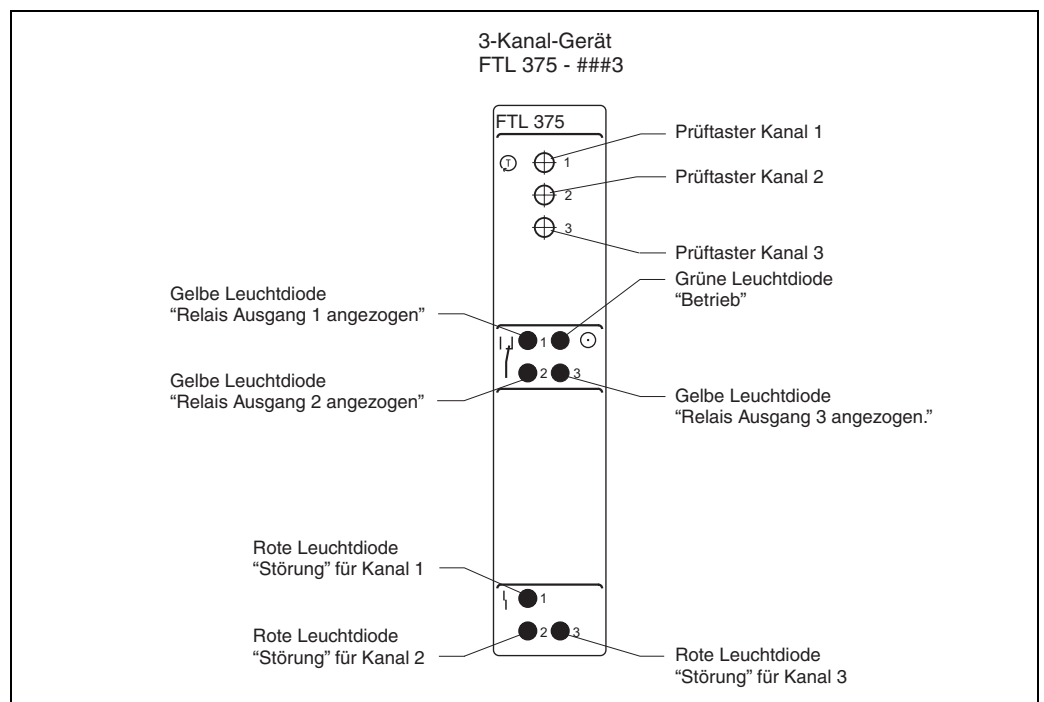 3-Kanal-Gerät
FTL 375 - ###3
FTL 375
T
1
2
3
Prüftaster Kanal 1
Prüftaster Kanal 2
Prüftaster Kanal 3
Grüne Leuchtdiode
“Betrieb”
Gelbe Leuchtdiode
“Relais Ausgang 1 angezogen”
Gelbe Leuchtdiode
“Relais Ausgang 2 angezogen”
1
2 3
Gelbe Leuchtdiode
“Relais Ausgang 3 angezogen.”
Rote Leuchtdiode
“Störung” für Kanal 1
Rote Leuchtdiode
“Störung” für Kanal 2
1
2 3
Rote Leuchtdiode
“Störung” für Kanal 3